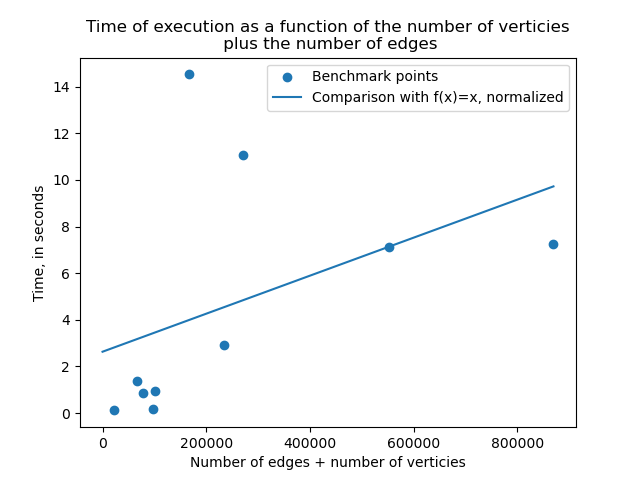 Time of execution as a function of the number of verticies
plus the number of edges
Benchmark points
Comparison with f(x)=x, normalized
14
12
10
8
6
4
2
0
Time, in seconds
0 200000 400000 600000 800000
Number of edges + number of verticies